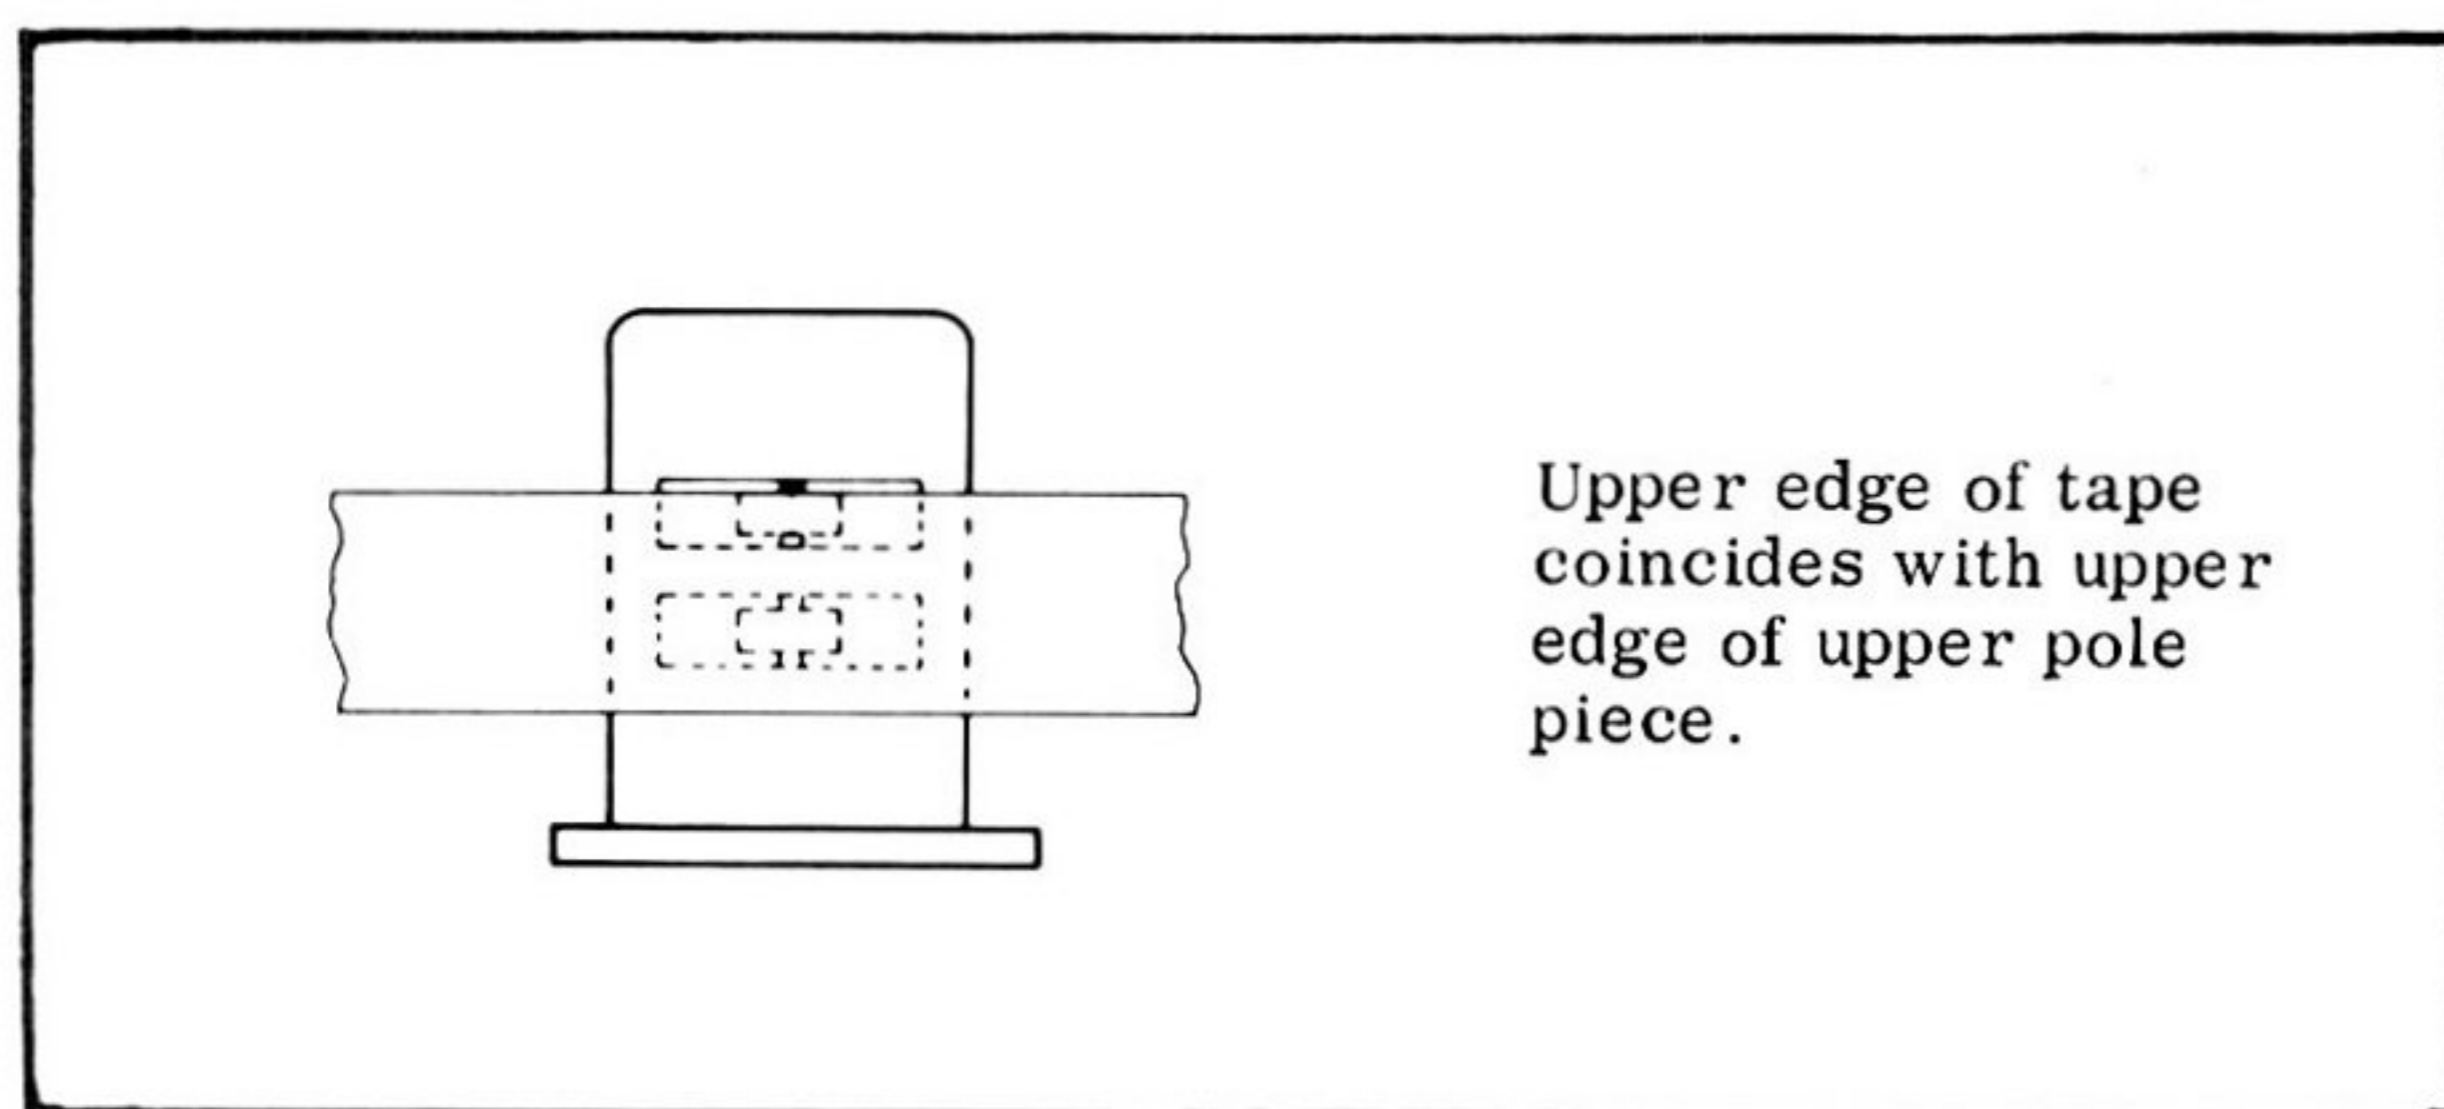 Upper edge of tape
coincides with upper
edge of upper pole
piece.